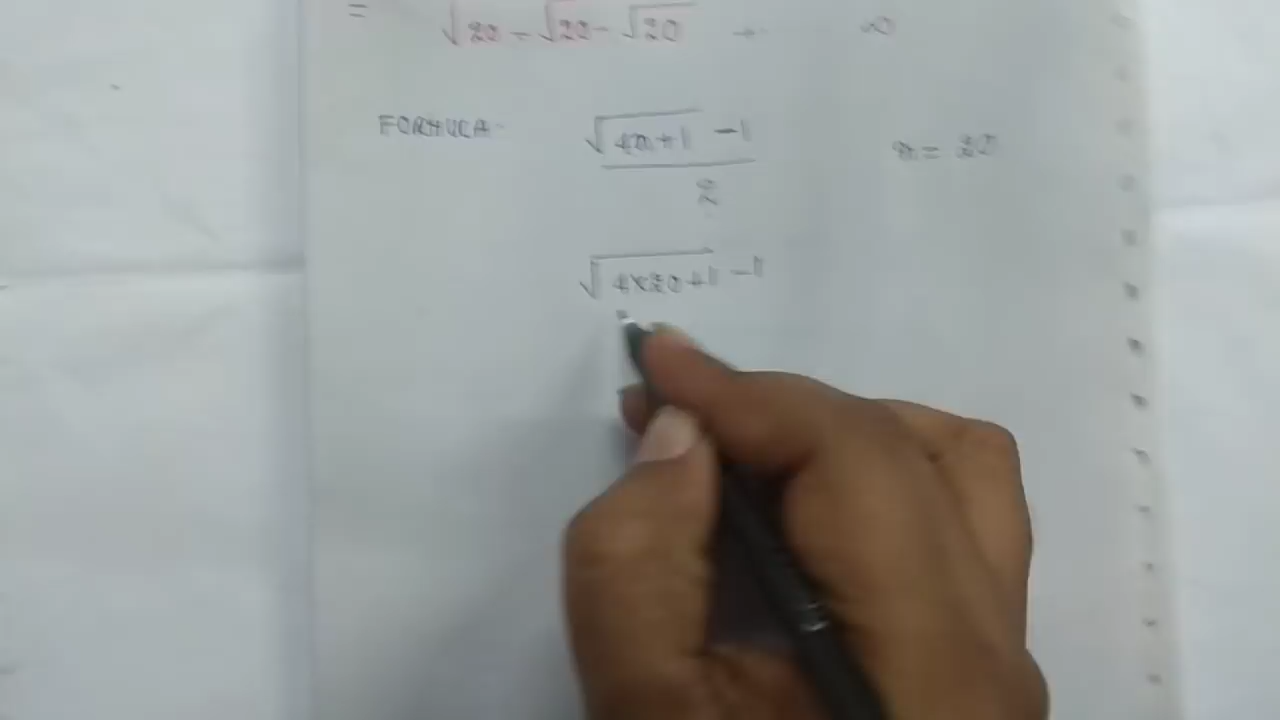 = √20 - √20 - √20 ∞
FORMULA- √4n+1 - 1 n = 20
2
√4×20+1 - 1